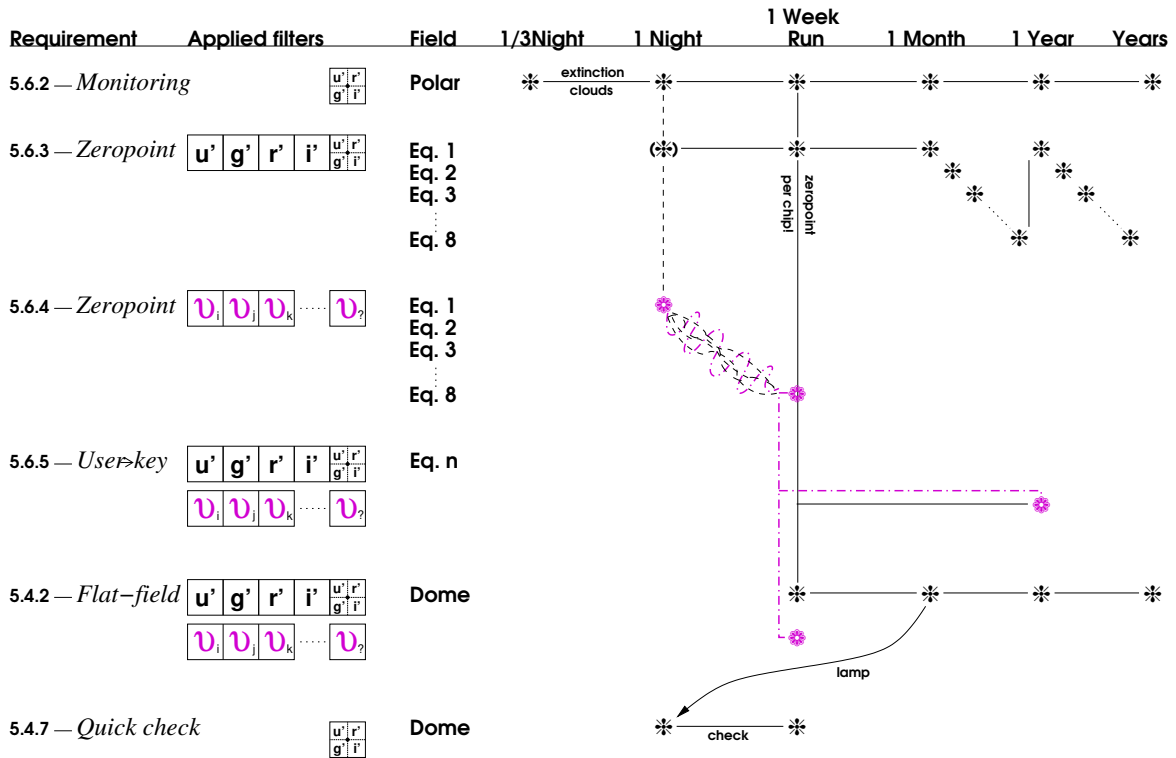 1 Week
Requirement Applied filters Field 1/3Night 1 Night Run 1 Month 1 Year Years
5.6.2 — Monitoring u' r' g' i' Polar extinction clouds
5.6.3 — Zeropoint u' g' r' i' u' r' g' i' Eq. 1
Eq. 2
Eq. 3
Eq. 8
zeropoint
per chip!
5.6.4 — Zeropoint υi υj υk ..... υ? Eq. 1
Eq. 2
Eq. 3
Eq. 8
5.6.5 — User>key u' g' r' i' u' r' g' i' Eq. n
υi υj υk ..... υ?
5.4.2 — Flat−field u' g' r' i' u' r' g' i' Dome
υi υj υk ..... υ?
lamp
5.4.7 — Quick check u' r' g' i' Dome check